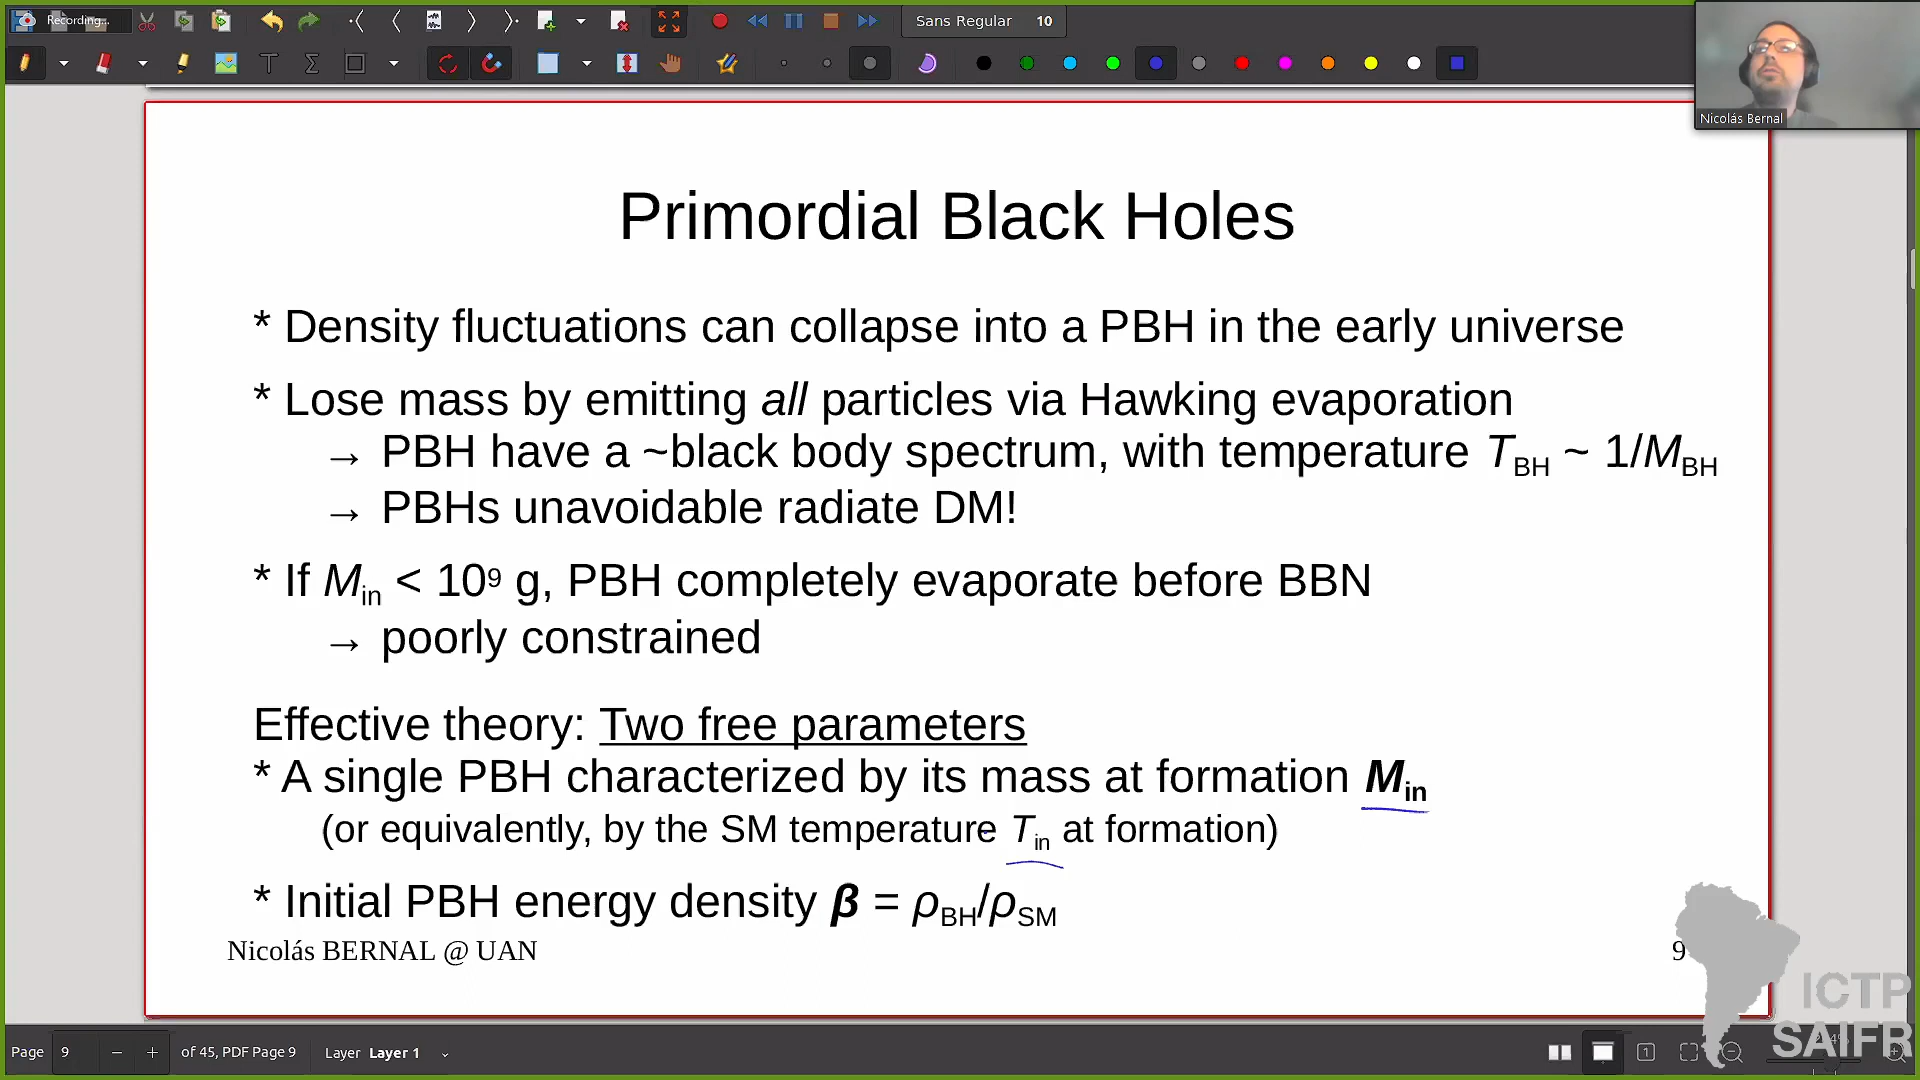 Recording...
Sans Regular 10
Nicolás Bernal
Primordial Black Holes
* Density fluctuations can collapse into a PBH in the early universe
* Lose mass by emitting all particles via Hawking evaporation
→ PBH have a ~black body spectrum, with temperature T_BH ~ 1/M_BH
→ PBHs unavoidable radiate DM!
* If M_in < 10⁹ g, PBH completely evaporate before BBN
→ poorly constrained
Effective theory: Two free parameters
* A single PBH characterized by its mass at formation M_in
(or equivalently, by the SM temperature T_in at formation)
* Initial PBH energy density β = ρ_BH/ρ_SM
Nicolás BERNAL @ UAN
9
ICTP
SAIFR
Page 9 of 45, PDF Page 9 Layer Layer 1